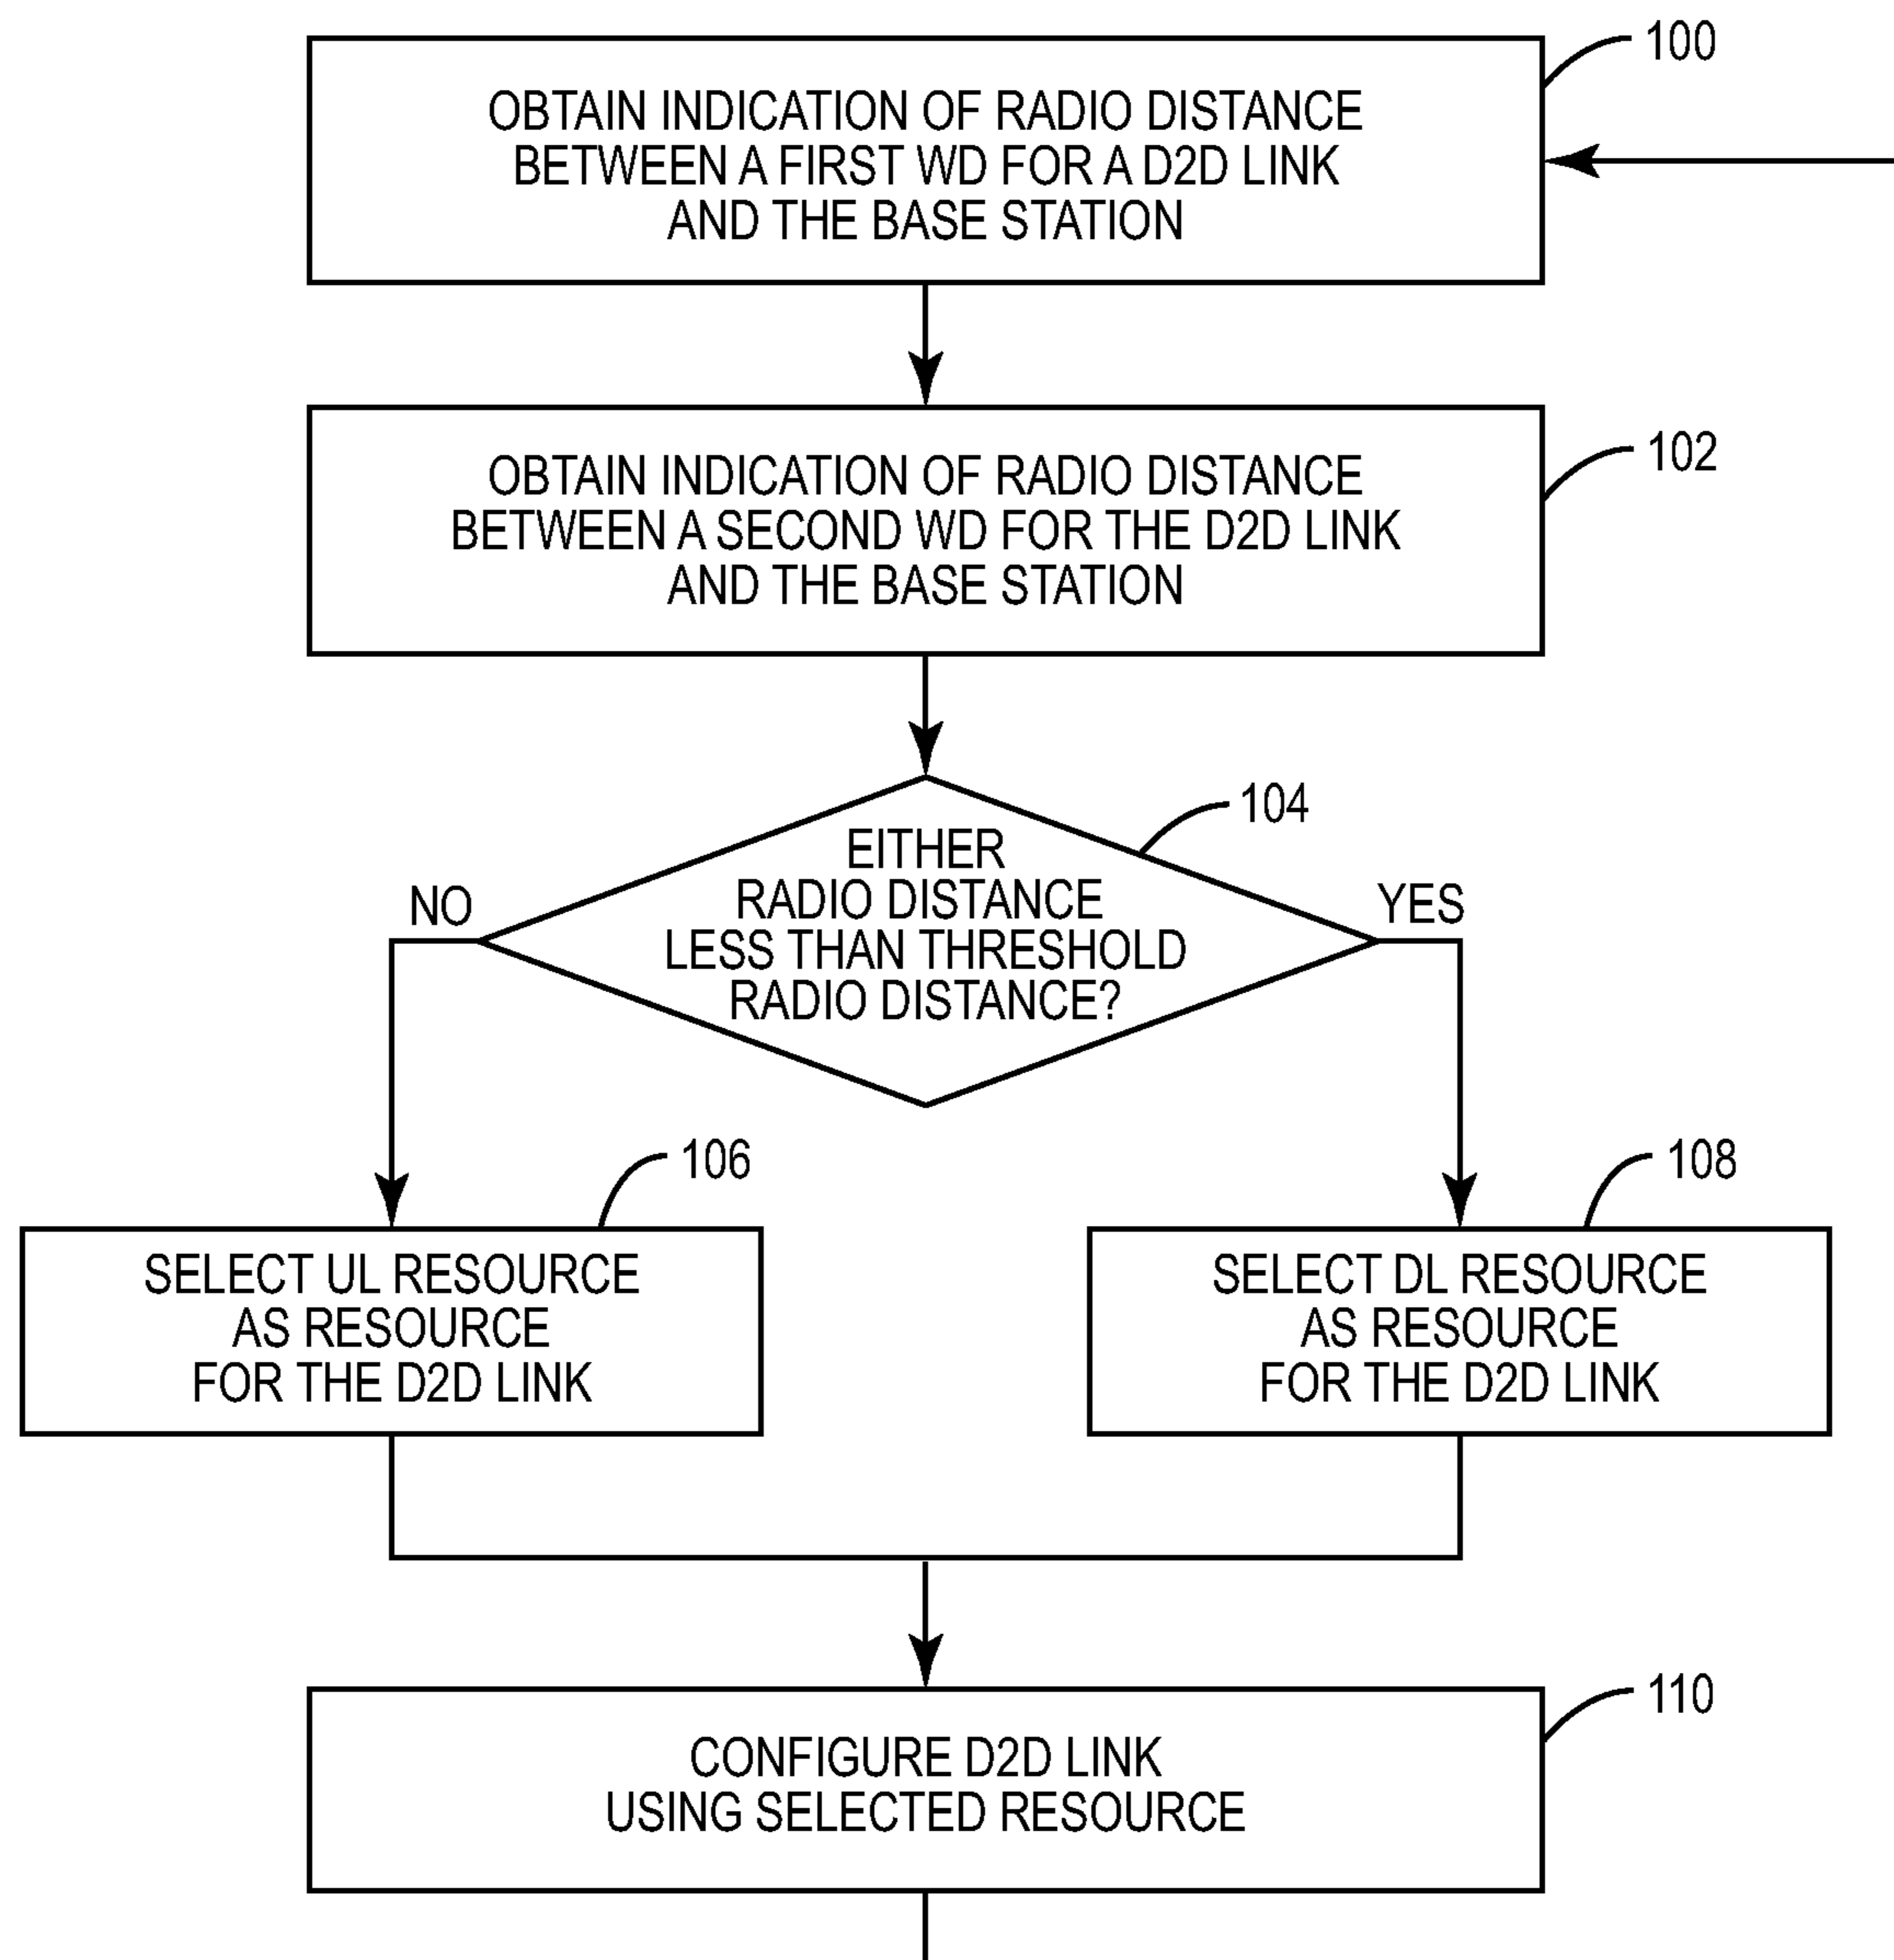 100
OBTAIN INDICATION OF RADIO DISTANCE
BETWEEN A FIRST WD FOR A D2D LINK
AND THE BASE STATION
102
OBTAIN INDICATION OF RADIO DISTANCE
BETWEEN A SECOND WD FOR THE D2D LINK
AND THE BASE STATION
104
EITHER
RADIO DISTANCE
LESS THAN THRESHOLD
RADIO DISTANCE?
NO
YES
106
SELECT UL RESOURCE
AS RESOURCE
FOR THE D2D LINK
108
SELECT DL RESOURCE
AS RESOURCE
FOR THE D2D LINK
110
CONFIGURE D2D LINK
USING SELECTED RESOURCE